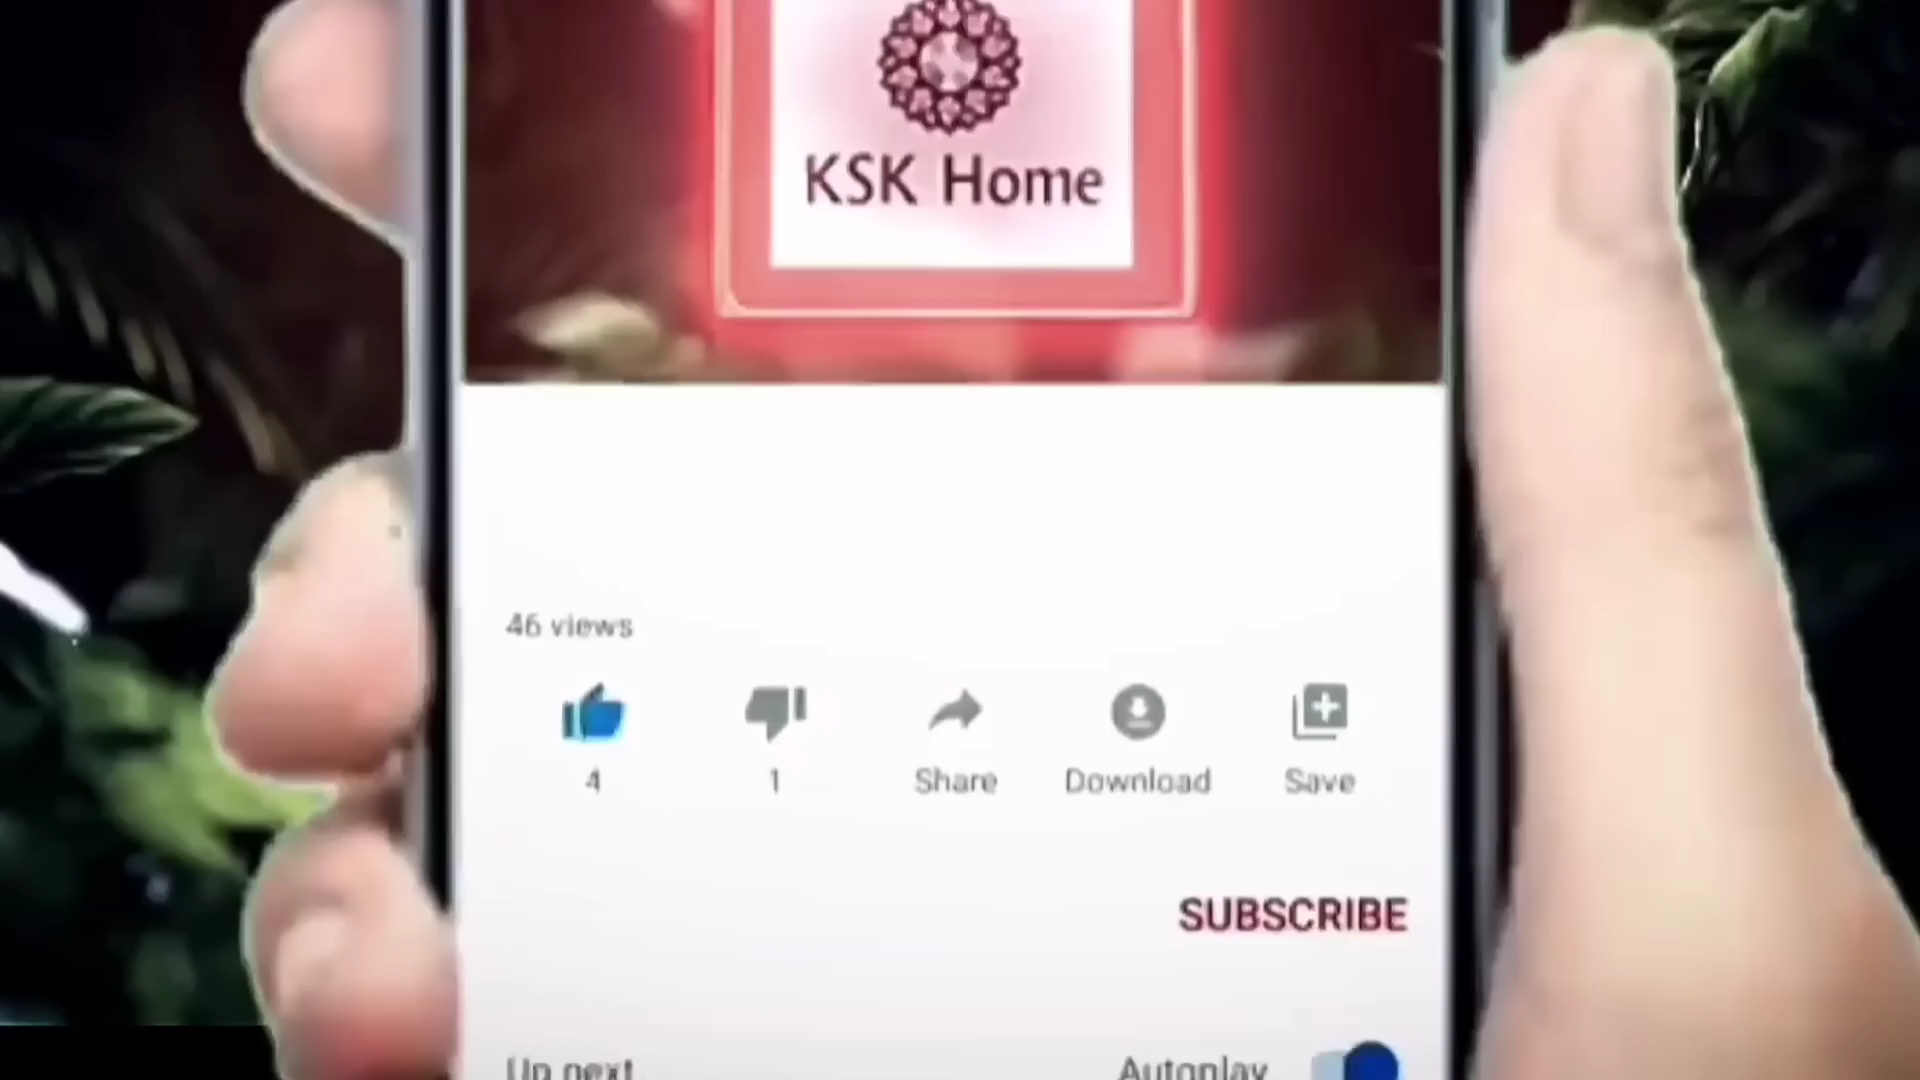 KSK Home
46 views
4
1
Share
Download
Save
SUBSCRIBE
Up next
Autoplay